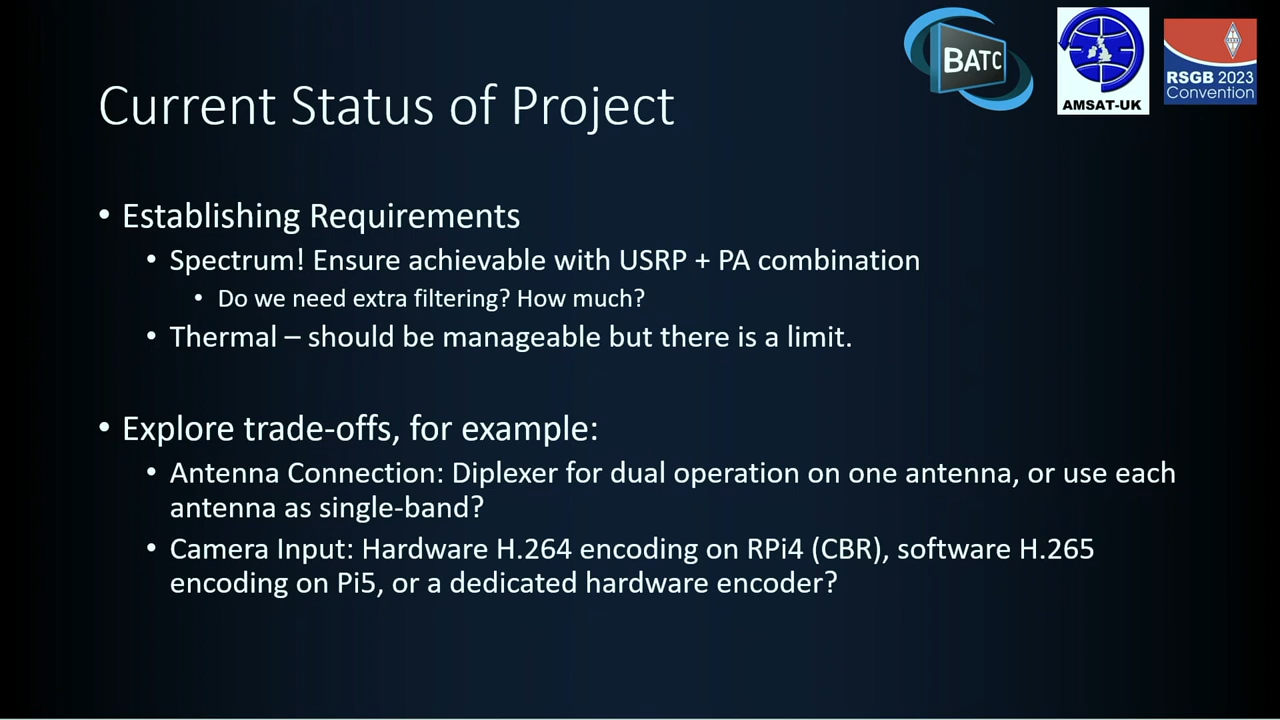 BATC
AMSAT-UK
RSGB 2023
Convention
Current Status of Project
• Establishing Requirements
• Spectrum! Ensure achievable with USRP + PA combination
• Do we need extra filtering? How much?
• Thermal – should be manageable but there is a limit.
• Explore trade-offs, for example:
• Antenna Connection: Diplexer for dual operation on one antenna, or use each
antenna as single-band?
• Camera Input: Hardware H.264 encoding on RPi4 (CBR), software H.265
encoding on Pi5, or a dedicated hardware encoder?